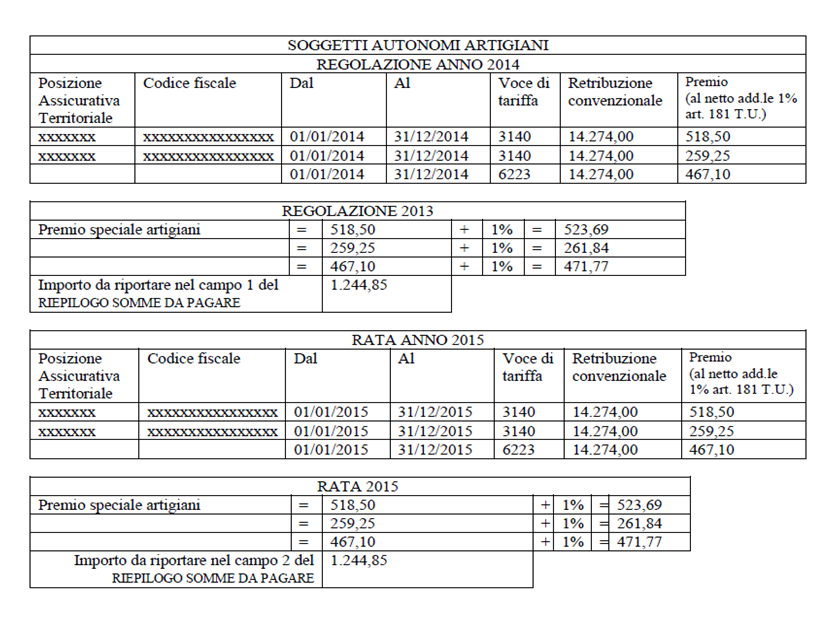 SOGGETTI AUTONOMI ARTIGIANI
REGOLAZIONE ANNO 2014
Posizione Assicurativa Territoriale Codice fiscale Dal Al Voce di tariffa Retribuzione convenzionale Premio (al netto add.le 1% art. 181 T.U.)
xxxxxxx xxxxxxxxxxxxxxxx 01/01/2014 31/12/2014 3140 14.274,00 518,50
xxxxxxx xxxxxxxxxxxxxxxx 01/01/2014 31/12/2014 3140 14.274,00 259,25
01/01/2014 31/12/2014 6223 14.274,00 467,10
REGOLAZIONE 2013
Premio speciale artigiani = 518,50 + 1% = 523,69
= 259,25 + 1% = 261,84
= 467,10 + 1% = 471,77
Importo da riportare nel campo 1 del 1.244,85
RIEPILOGO SOMME DA PAGARE
RATA ANNO 2015
Posizione Assicurativa Territoriale Codice fiscale Dal Al Voce di tariffa Retribuzione convenzionale Premio (al netto add.le 1% art. 181 T.U.)
xxxxxxx xxxxxxxxxxxxxxxx 01/01/2015 31/12/2015 3140 14.274,00 518,50
xxxxxxx xxxxxxxxxxxxxxxx 01/01/2015 31/12/2015 3140 14.274,00 259,25
01/01/2015 31/12/2015 6223 14.274,00 467,10
RATA 2015
Premio speciale artigiani = 518,50 + 1% = 523,69
= 259,25 + 1% = 261,84
= 467,10 + 1% = 471,77
Importo da riportare nel campo 2 del 1.244,85
RIEPILOGO SOMME DA PAGARE